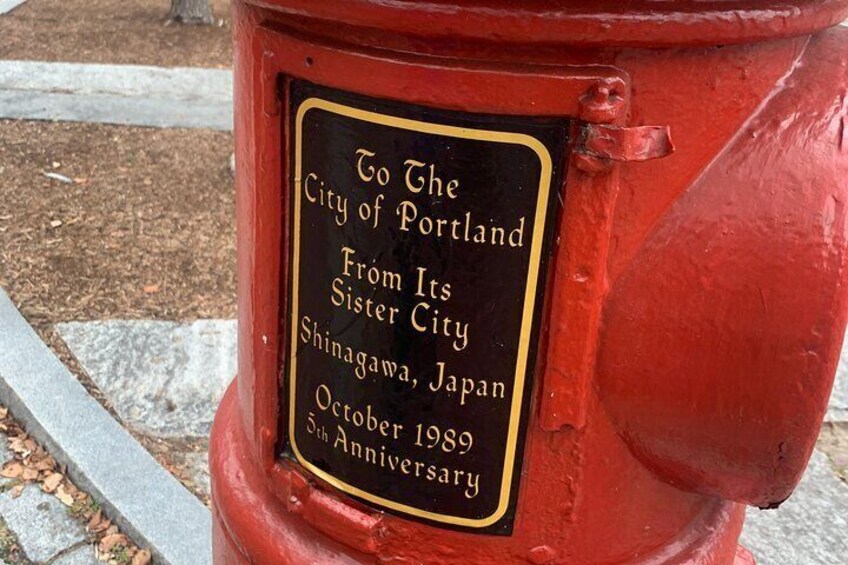 To The
City of Portland
From Its
Sister City
Shinagawa, Japan
October 1989
5th Anniversary